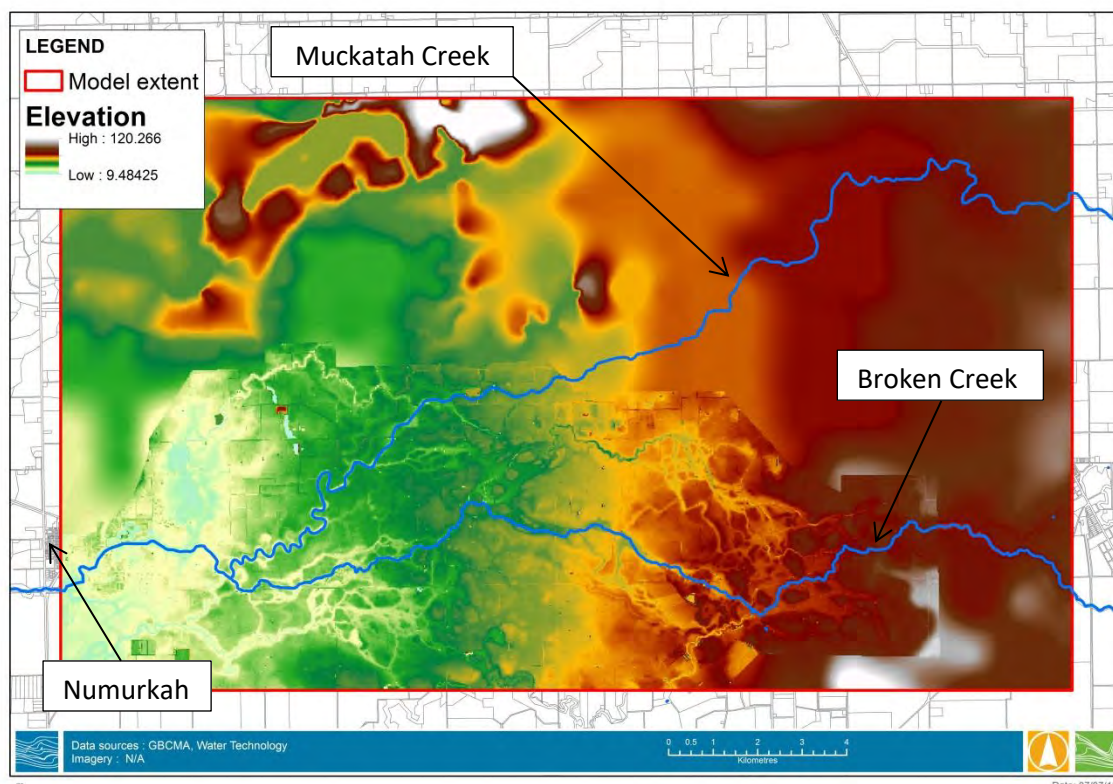 LEGEND
Model extent
Elevation
High : 120.266
Low : 9.48425
Muckatah Creek
Broken Creek
Numurkah
Data sources : GBCMA, Water Technology
Imagery : N/A
0 0.5 1 2 3 4
Kilometres